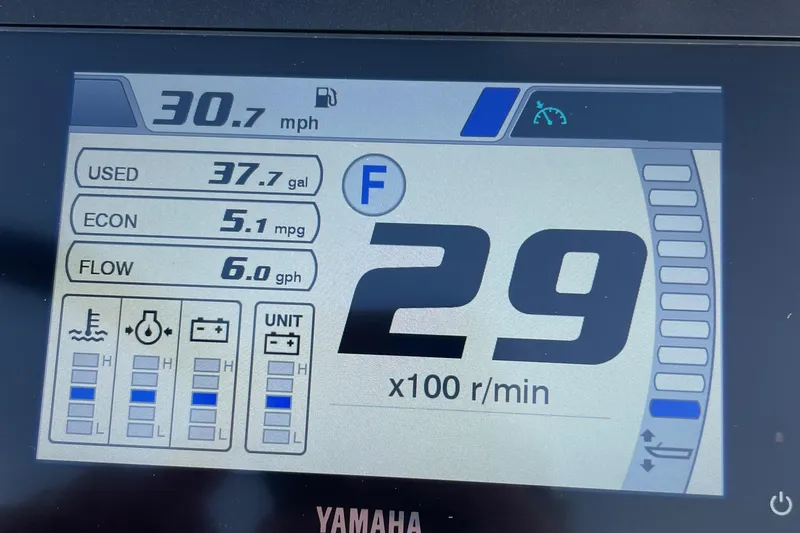 30.7 mph
USED 37.7 gal
ECON 5.1 mpg
FLOW 6.0 gph
F
29
x100 r/min
UNIT
H H H H
L L L L
YAMAHA